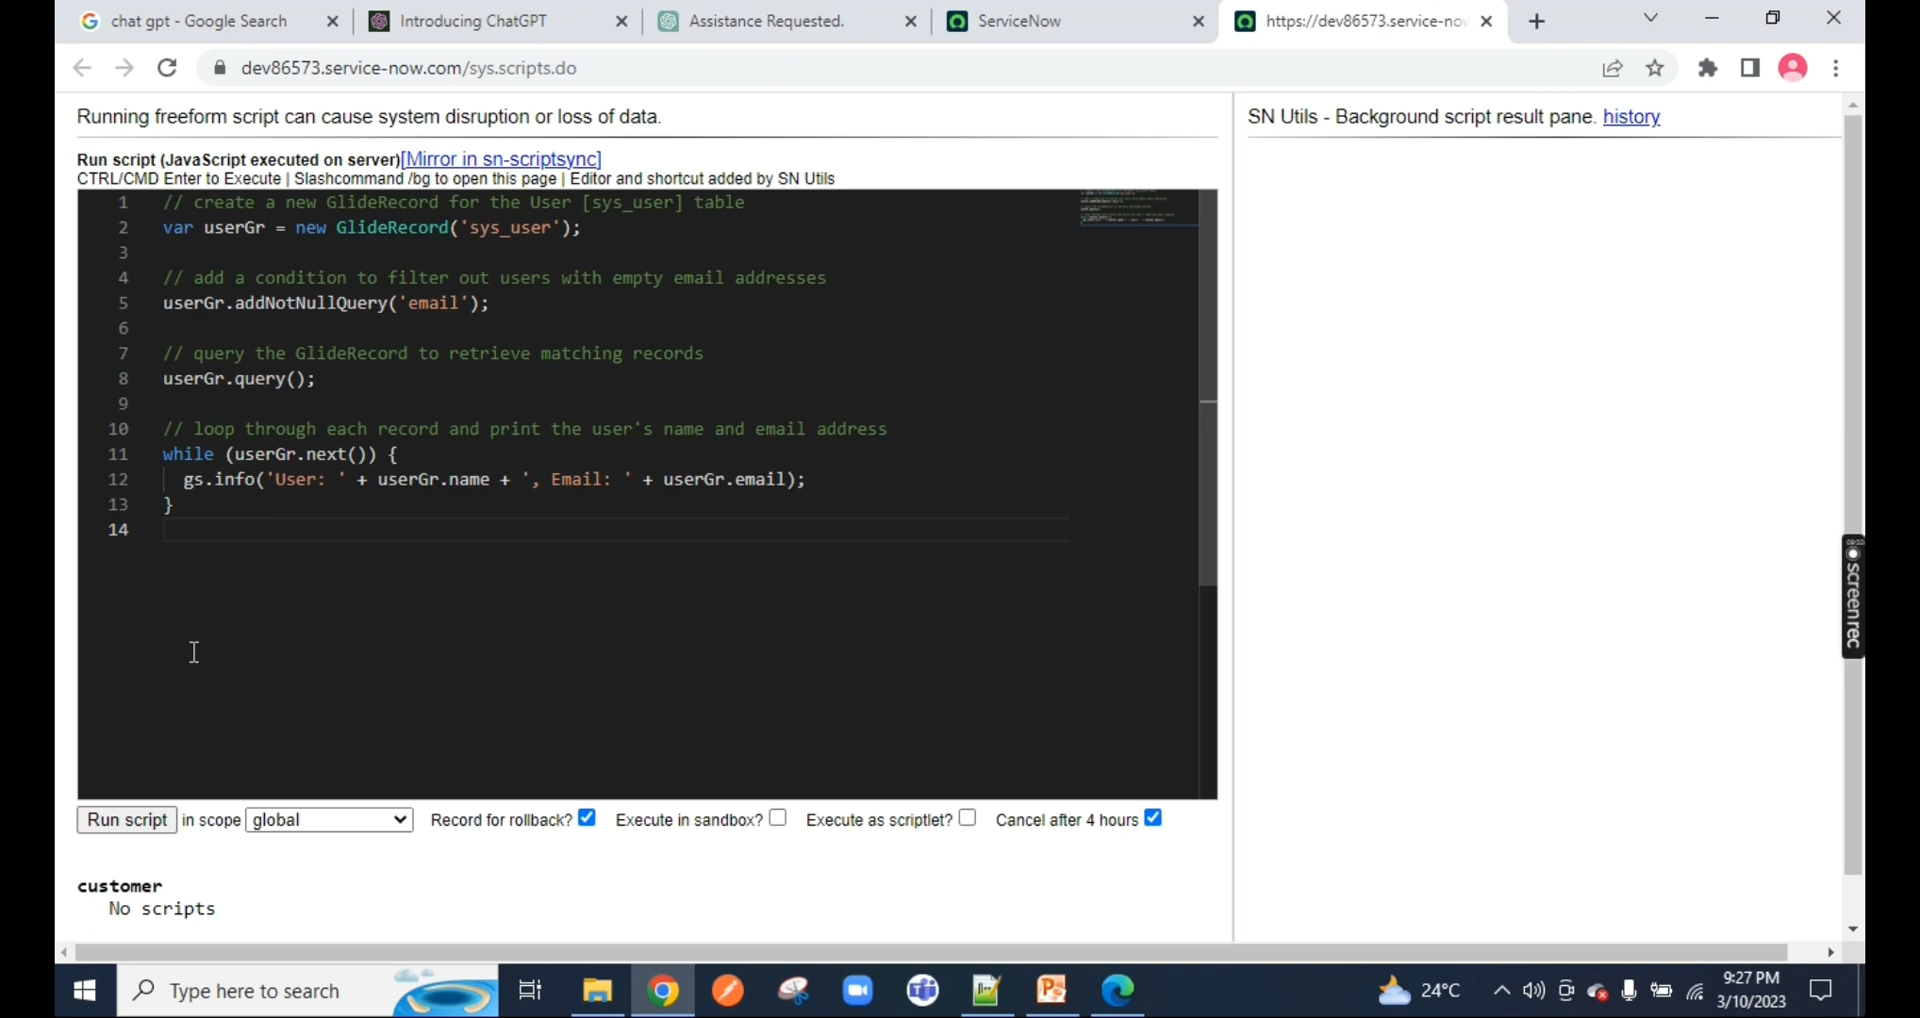 chat gpt - Google Search
Introducing ChatGPT
Assistance Requested.
ServiceNow
https://dev86573.service-nov
dev86573.service-now.com/sys.scripts.do
Running freeform script can cause system disruption or loss of data.
SN Utils - Background script result pane. history
Run script (JavaScript executed on server)[Mirror in sn-scriptsync]
CTRL/CMD Enter to Execute | Slashcommand /bg to open this page | Editor and shortcut added by SN Utils
1 // create a new GlideRecord for the User [sys_user] table
2 var userGr = new GlideRecord('sys_user');
3
4 // add a condition to filter out users with empty email addresses
5 userGr.addNotNullQuery('email');
6
7 // query the GlideRecord to retrieve matching records
8 userGr.query();
9
10 // loop through each record and print the user's name and email address
11 while (userGr.next()) {
12 gs.info('User: ' + userGr.name + ', Email: ' + userGr.email);
13 }
14
Run script in scope global Record for rollback? Execute in sandbox? Execute as scriptlet? Cancel after 4 hours
customer
No scripts
screenrec
Type here to search
24°C
9:27 PM
3/10/2023